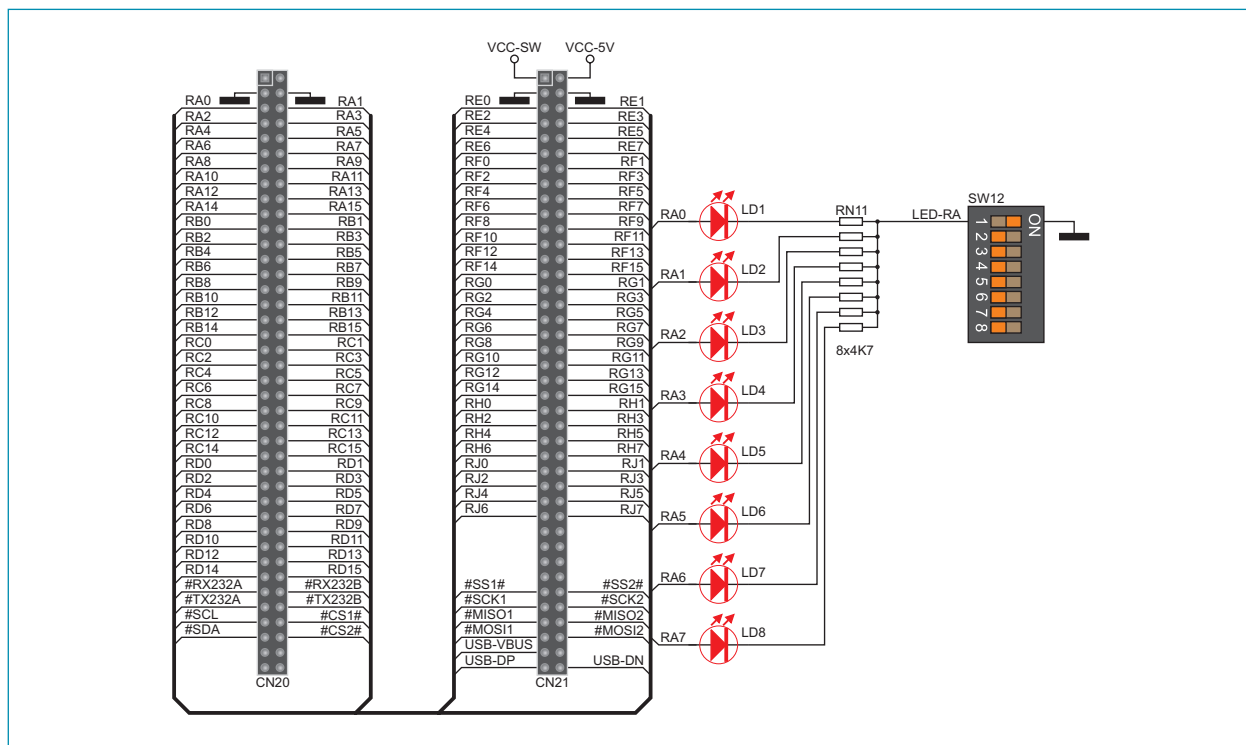 VCC-SW VCC-5V
RA0 RA1 RE0 RE1
RA2 RA3 RE2 RE3
RA4 RA5 RE4 RE5
RA6 RA7 RE6 RE7
RA8 RA9 RF0 RF1
RA10 RA11 RF2 RF3
RA12 RA13 RF4 RF5
RA14 RA15 RF6 RF7
RB0 RB1 RF8 RF9
RB2 RB3 RF10 RF11
RB4 RB5 RF12 RF13
RB6 RB7 RF14 RF15
RB8 RB9 RG0 RG1
RB10 RB11 RG2 RG3
RB12 RB13 RG4 RG5
RB14 RB15 RG6 RG7
RC0 RC1 RG8 RG9
RC2 RC3 RG10 RG11
RC4 RC5 RG12 RG13
RC6 RC7 RG14 RG15
RC8 RC9 RH0 RH1
RC10 RC11 RH2 RH3
RC12 RC13 RH4 RH5
RC14 RC15 RH6 RH7
RD0 RD1 RJ0 RJ1
RD2 RD3 RJ2 RJ3
RD4 RD5 RJ4 RJ5
RD6 RD7 RJ6 RJ7
RD8 RD9
RD10 RD11
RD12 RD13
RD14 RD15
#RX232A #RX232B #SS1# #SS2#
#TX232A #TX232B #SCK1 #SCK2
#SCL #CS1# #MISO1 #MISO2
#SDA #CS2# #MOSI1 #MOSI2
USB-VBUS
USB-DP USB-DN
CN20 CN21
RA0 LD1
RA1 LD2
RA2 LD3
RA3 LD4
RA4 LD5
RA5 LD6
RA6 LD7
RA7 LD8
RN11
8x4K7
LED-RA
SW12
ON
1
2
3
4
5
6
7
8